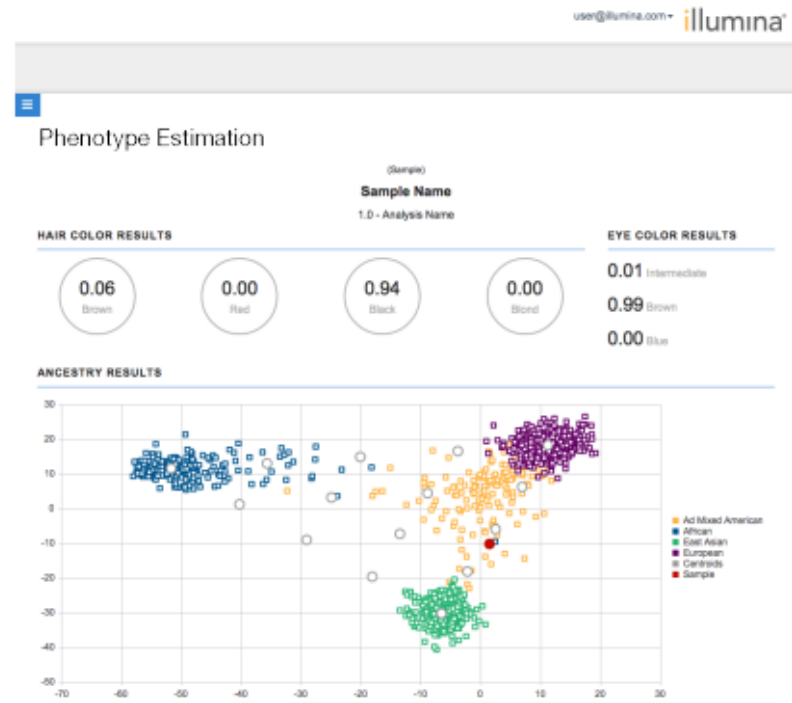 user@illumina.com
illumina
Phenotype Estimation
(Sample)
Sample Name
1.0 - Analysis Name
HAIR COLOR RESULTS
EYE COLOR RESULTS
0.06
Brown
0.00
Red
0.94
Black
0.00
Blond
0.01 Intermediate
0.99 Brown
0.00 Blue
ANCESTRY RESULTS
30
20
10
0
-10
-20
-30
-40
-50
-70 -60 -50 -40 -30 -20 -10 0 10 20 30
Ad Mixed American
African
East Asian
European
Centroids
Sample